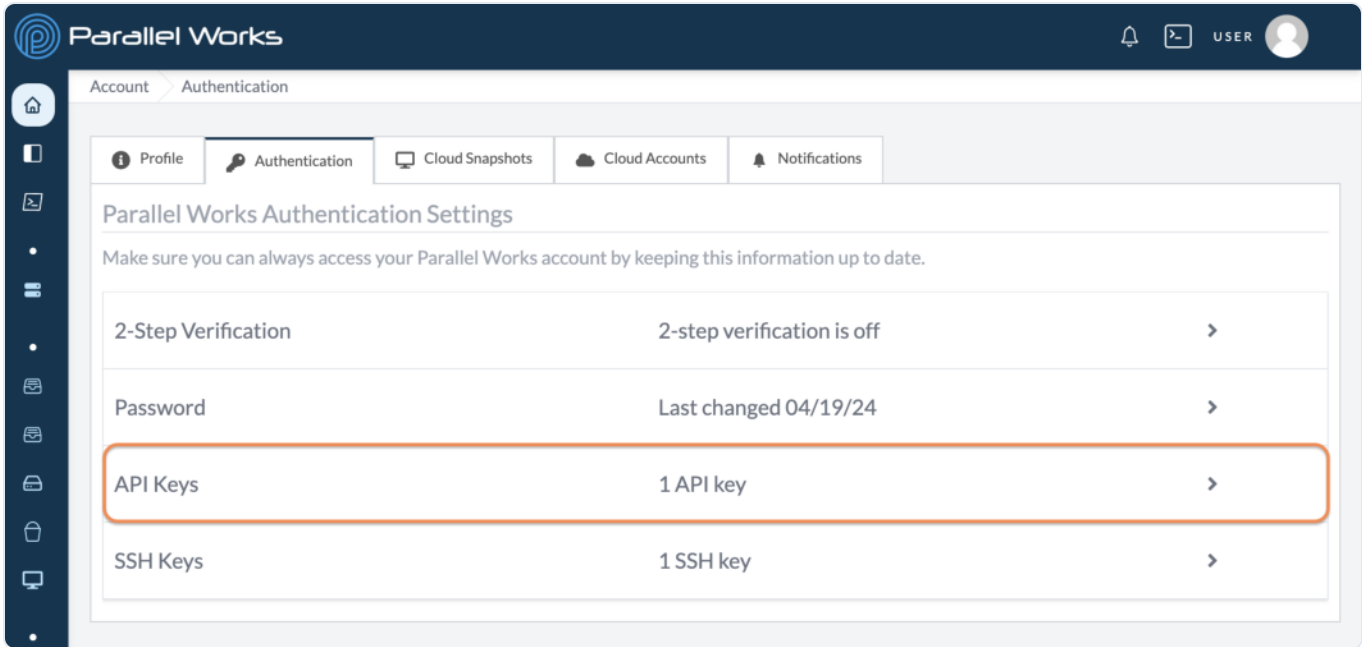 Parallel Works
USER
Account Authentication
Profile Authentication Cloud Snapshots Cloud Accounts Notifications
Parallel Works Authentication Settings
Make sure you can always access your Parallel Works account by keeping this information up to date.
2-Step Verification 2-step verification is off
Password Last changed 04/19/24
API Keys 1 API key
SSH Keys 1 SSH key